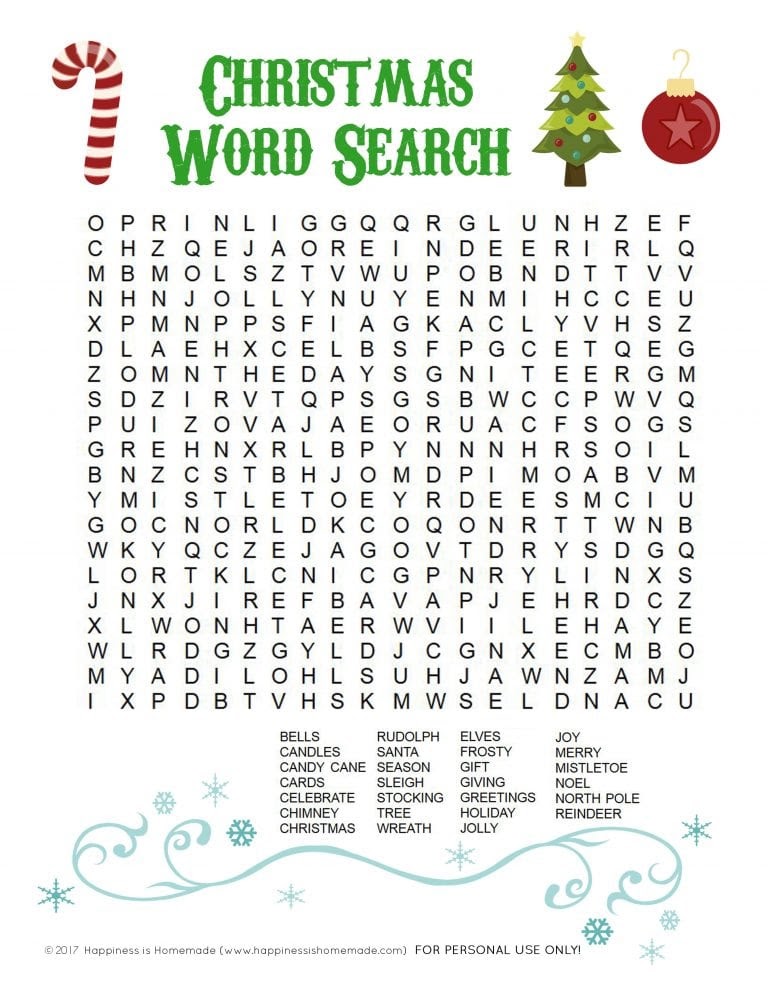 CHRISTMAS
WORD SEARCH
O P R I N L I G G Q Q R G L U N H Z E F
C H Z Q E J A O R E I N D E E R I R L Q
M B M O L S Z T V W U P O B N D T T V V
N H N J O L L Y N U Y E N M I H C C E U
X P M N P P S F I A G K A C L Y V H S Z
D L A E H X C E L B S F P G C E T Q E G
Z O M N T H E D A Y S G N I T E E R G M
S D Z I R V T Q P S G S B W C C P W V Q
P U I Z O V A J A E O R U A C F S O G S
G R E H N X R L B P Y N N N H R S O I L
B N Z C S T B H J O M D P I M O A B V M
Y M I S T L E T O E Y R D E E S M C I U
G O C N O R L D K C O Q O N R T T W N B
W K Y Q C Z E J A G O V T D R Y S D G Q
L O R T K L C N I C G P N R Y L I N X S
J N X J I R E F B A V A P J E H R D C Z
X L W O N H T A E R W V I I L E H A Y E
W L R D G Z G Y L D J C G N X E C M B O
M Y A D I L O H L S U H J A W N Z A M J
I X P D B T V H S K M W S E L D N A C U
BELLS RUDOLPH ELVES JOY
CANDLES SANTA FROSTY MERRY
CANDY CANE SEASON GIFT MISTLETOE
CARDS SLEIGH GIVING NOEL
CELEBRATE STOCKING GREETINGS NORTH POLE
CHIMNEY TREE HOLIDAY REINDEER
CHRISTMAS WREATH JOLLY
©2017 Happiness is Homemade (www.happinessishomemade.com) FOR PERSONAL USE ONLY!